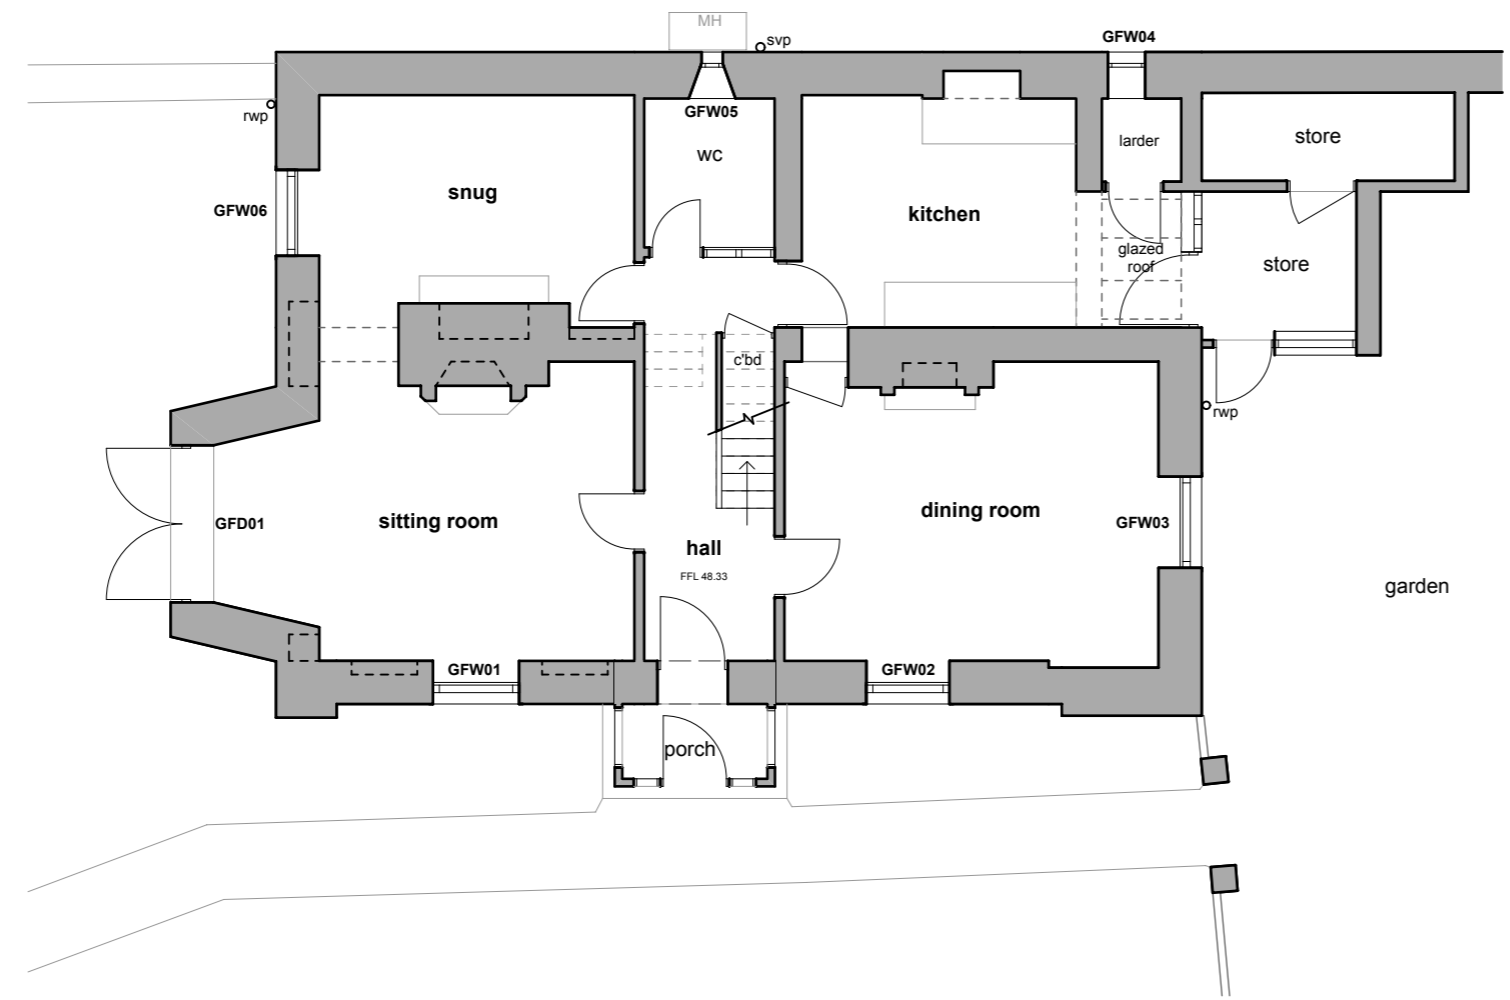 MH
svp
GFW04
rwp
GFW05
WC
larder
store
snug
GFW06
kitchen
glazed
roof
store
c'bd
rwp
N
GFD01
sitting room
dining room
GFW03
hall
FFL 48.33
garden
GFW01
GFW02
porch